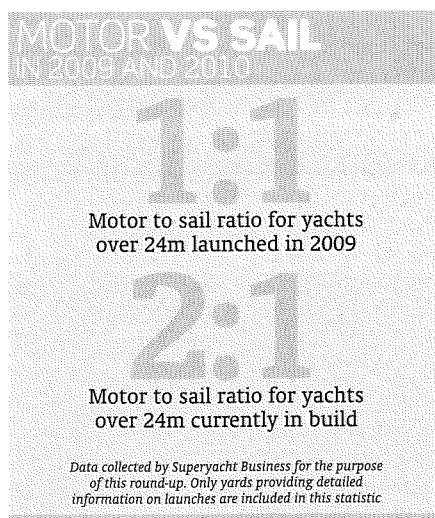 MOTOR VS SAIL
IN 2009 AND 2010
1:1
Motor to sail ratio for yachts
over 24m launched in 2009
2:1
Motor to sail ratio for yachts
over 24m currently in build
Data collected by Superyacht Business for the purpose
of this round-up. Only yards providing detailed
information on launches are included in this statistic